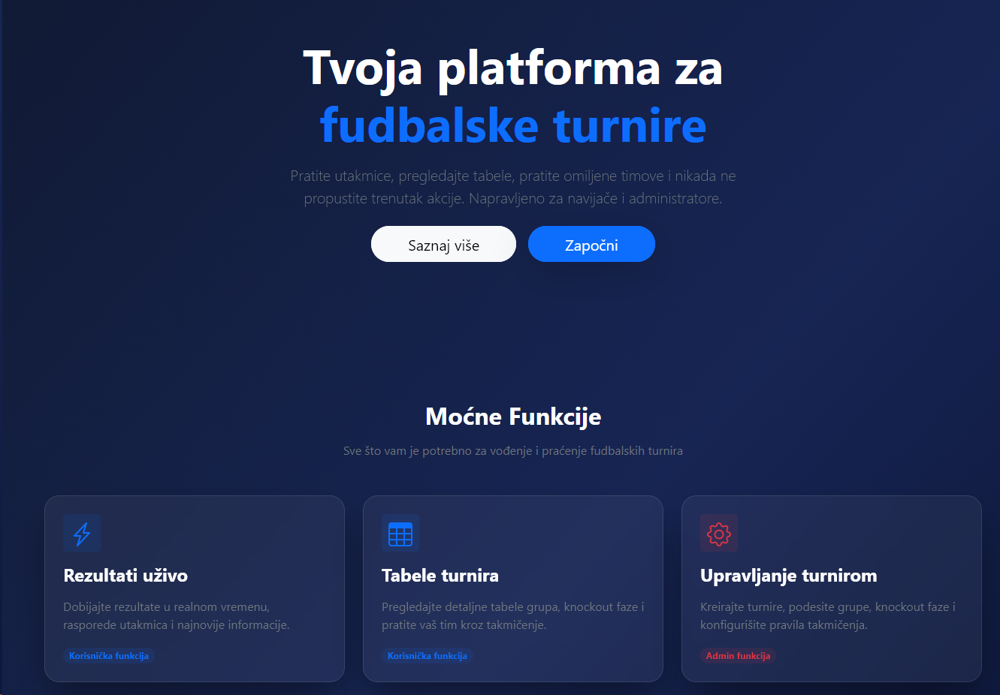 Tvoja platforma za
fudbalske turnire
Pratite utakmice, pregledajte tabele, pratite omiljene timove i nikada ne
propustite trenutak akcije. Napravljeno za navijače i administratore.
Saznaj više
Započni
Moćne Funkcije
Sve što vam je potrebno za vođenje i praćenje fudbalskih turnira
Rezultati uživo
Dobijajte rezultate u realnom vremenu,
rasporede utakmica i najnovije informacije.
Korisnička funkcija
Tabele turnira
Pregledajte detaljne tabele grupa, knockout faze i
pratite vaš tim kroz takmičenje.
Korisnička funkcija
Upravljanje turnirom
Kreirajte turnire, podesite grupe, knockout faze i
konfigurišite pravila takmičenja.
Admin funkcija